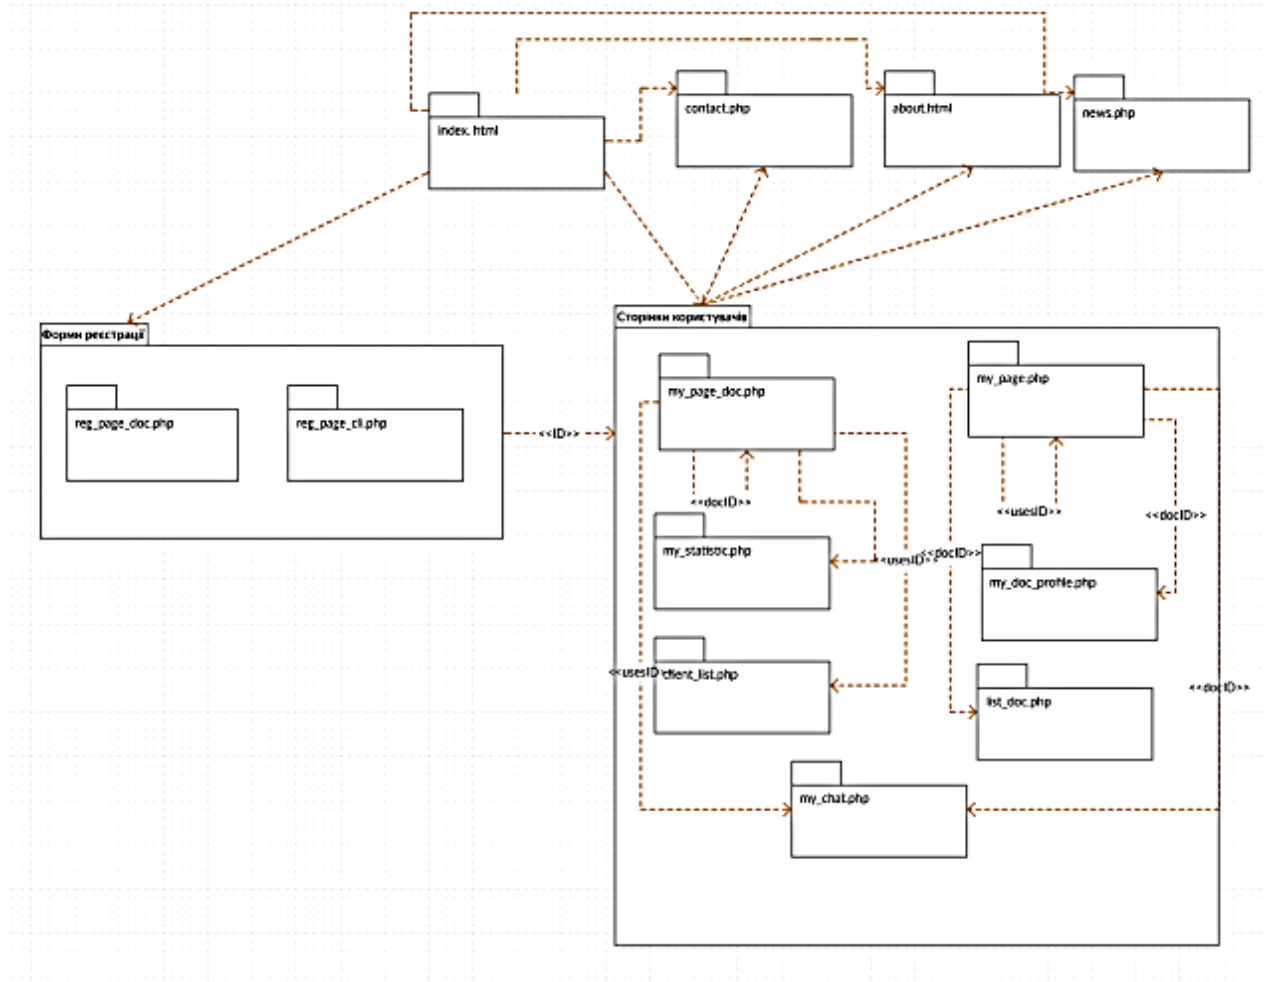 index. html
contact.php
about.html
news.php
Форми реєстрації
reg_page_doc.php
reg_page_cli.php
<<ID>>
Сторінки користувачів
my_page_doc.php
my_page.php
<<docID>>
<<usesID>>
<<docID>>
my_statistic.php
<<usesID>>
<<docID>>
my_doc_profile.php
<<usesID>>
client_list.php
<<docID>>
list_doc.php
my_chat.php